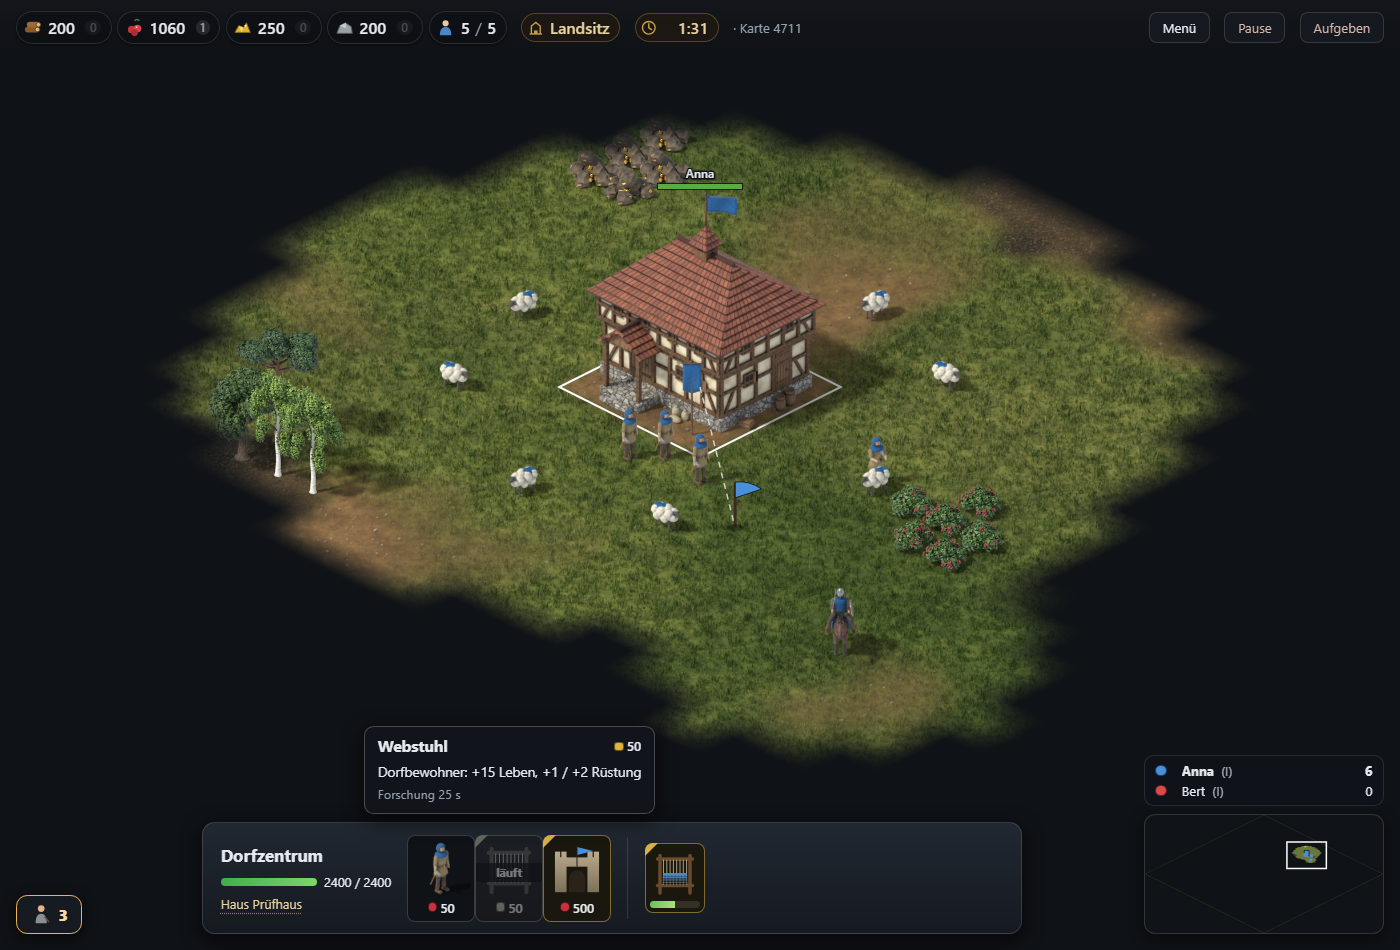 200 0 1060 1 250 0 200 0 5 / 5 Landsitz 1:31 · Karte 4711 Menü Pause Aufgeben
Anna
Webstuhl 50
Dorfbewohner: +15 Leben, +1 / +2 Rüstung
Forschung 25 s
Anna (I) 6
Bert (I) 0
Dorfzentrum
2400 / 2400
Haus Prüfhaus
läuft
50 50 500
3